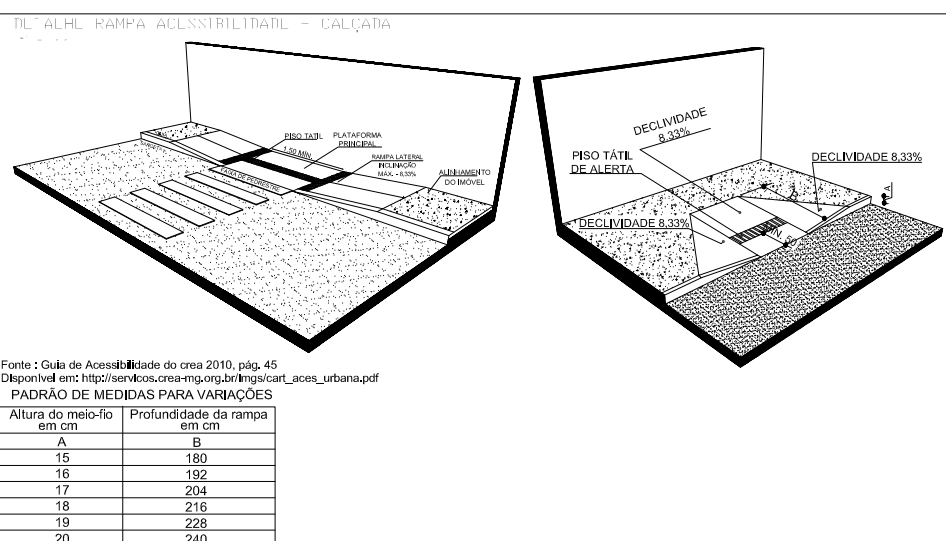 DETALHE RAMPA ACESSIBILIDADE - CALÇADA
PISO TATIL
PLATAFORMA
PRINCIPAL
1,50 MÍN.
RAMPA LATERAL
INCLINAÇÃO
MÁX. - 8,33%
SARJETA
FAIXA DE PEDRESTRE
ALINHAMENTO
DO IMÓVEL
DECLIVIDADE
8.33%
PISO TÁTIL
DE ALERTA
DECLIVIDADE 8,33%
A
B
DECLIVIDADE 8,33%
Fonte : Guia de Acessibilidade do crea 2010, pág. 45
Disponível em: http://servicos.crea-mg.org.br/imgs/cart_aces_urbana.pdf
PADRÃO DE MEDIDAS PARA VARIAÇÕES
Altura do meio-fio em cm Profundidade da rampa em cm
A B
15 180
16 192
17 204
18 216
19 228
20 240